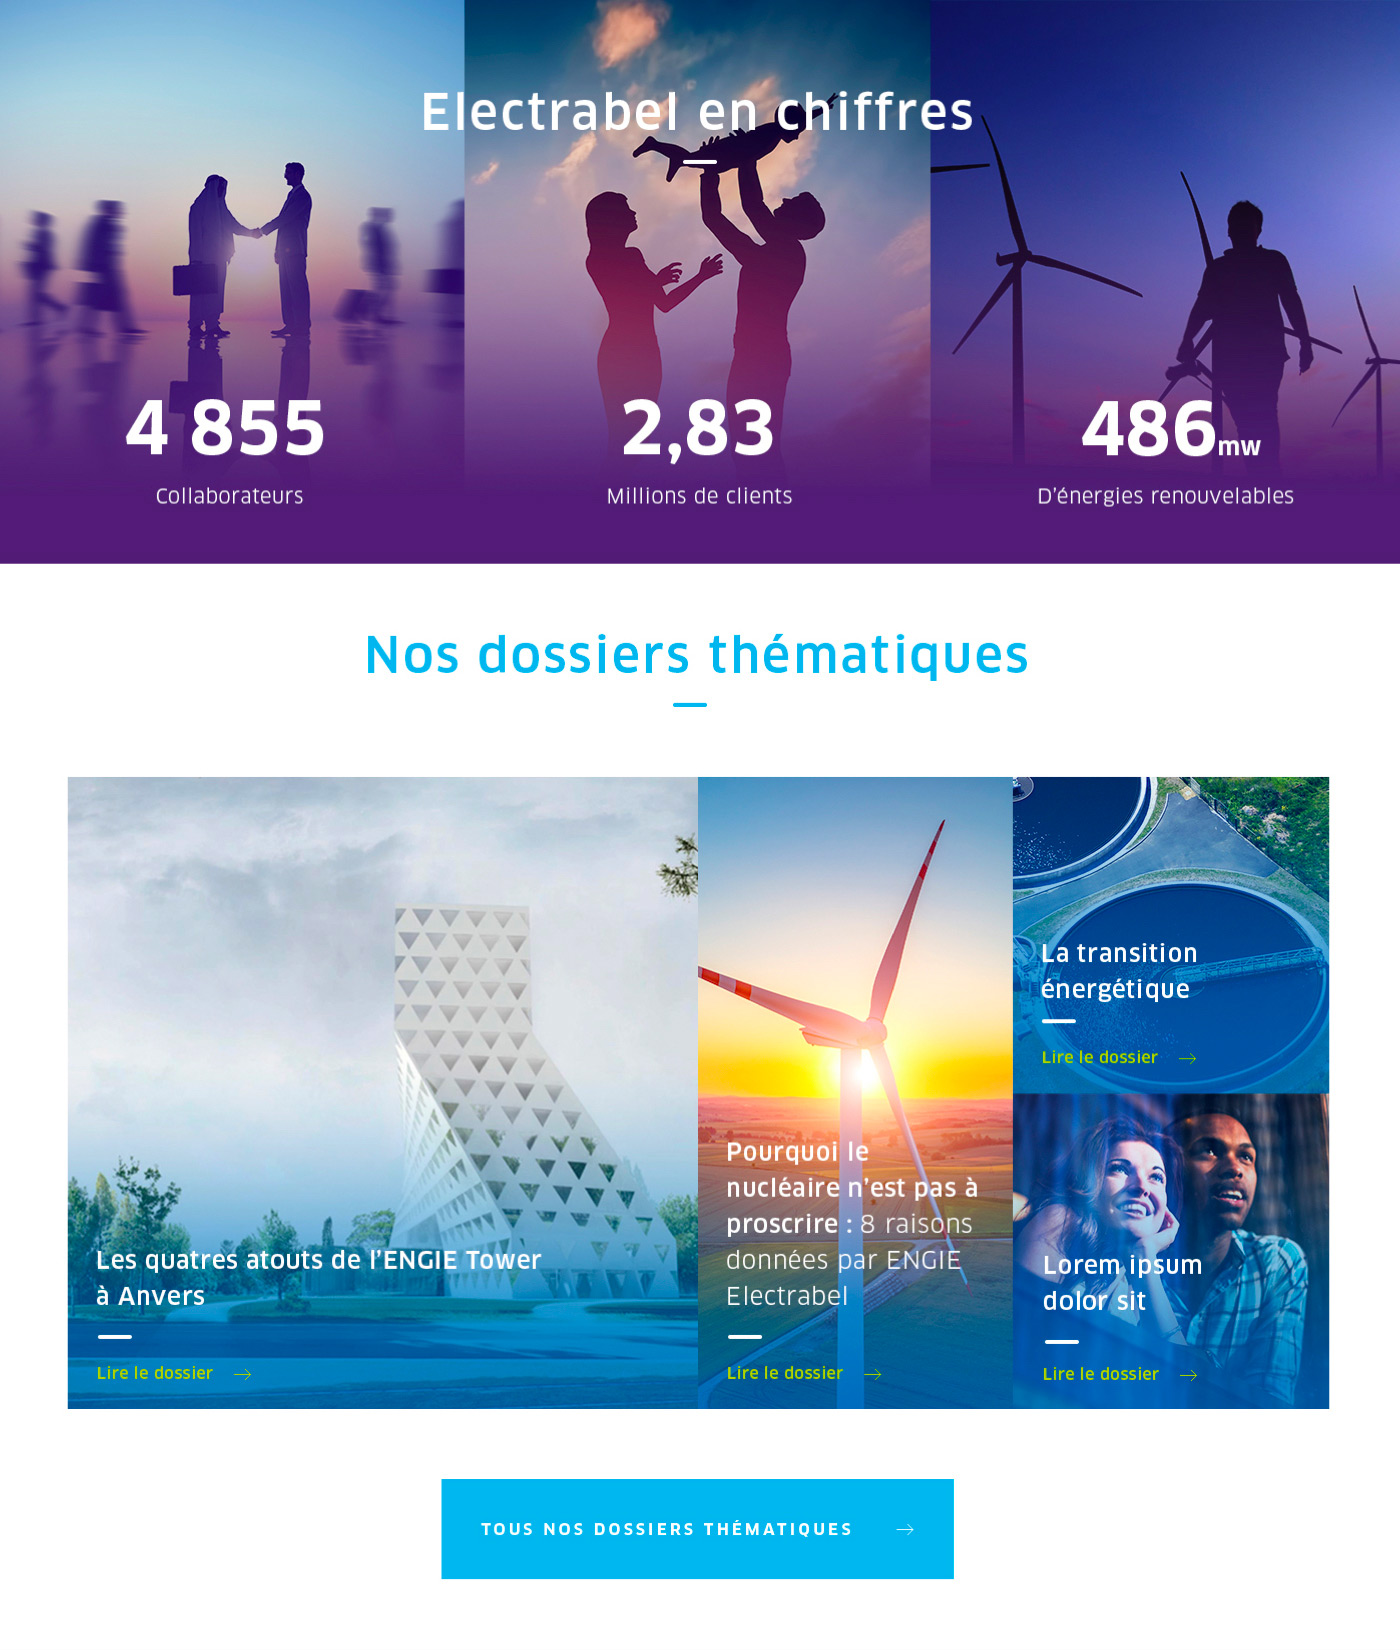 Electrabel en chiffres
4 855
Collaborateurs
2,83
Millions de clients
486mw
D'énergies renouvelables
Nos dossiers thématiques
Les quatres atouts de l'ENGIE Tower
à Anvers
Lire le dossier
Pourquoi le
nucléaire n'est pas à
proscrire : 8 raisons
données par ENGIE
Electrabel
Lire le dossier
La transition
énergétique
Lire le dossier
Lorem ipsum
dolor sit
Lire le dossier
TOUS NOS DOSSIERS THÉMATIQUES